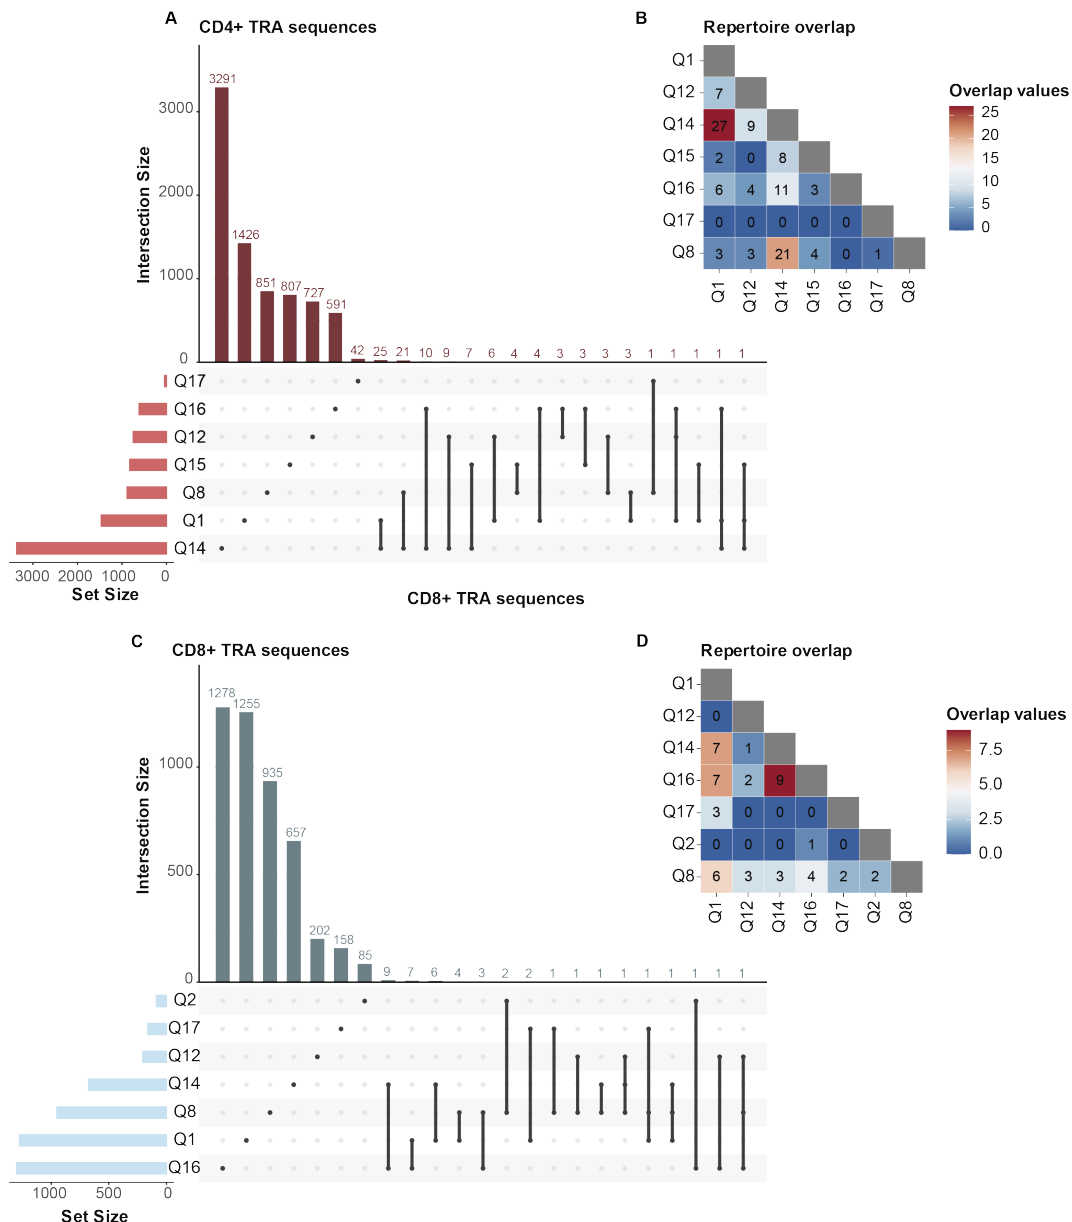 A
CD4+ TRA sequences
Intersection Size
3000
2000
1000
0
3291
1426
851
807
727
591
42
25
21
10
9
7
6
4
4
3
3
3
3
1
1
1
1
1
Q17
Q16
Q12
Q15
Q8
Q1
Q14
3000 2000 1000 0
Set Size
B
Repertoire overlap
Q1
Q12 7
Q14 27 9
Q15 2 0 8
Q16 6 4 11 3
Q17 0 0 0 0 0
Q8 3 3 21 4 0 1
Q1 Q12 Q14 Q15 Q16 Q17 Q8
Overlap values
25
20
15
10
5
0
CD8+ TRA sequences
C
CD8+ TRA sequences
Intersection Size
1000
500
0
1278
1255
935
657
202
158
85
9
7
6
4
3
2
2
1
1
1
1
1
1
1
1
1
Q2
Q17
Q12
Q14
Q8
Q1
Q16
1000 500 0
Set Size
D
Repertoire overlap
Q1
Q12 0
Q14 7 1
Q16 7 2 9
Q17 3 0 0 0
Q2 0 0 0 1 0
Q8 6 3 3 4 2 2
Q1 Q12 Q14 Q16 Q17 Q2 Q8
Overlap values
7.5
5.0
2.5
0.0